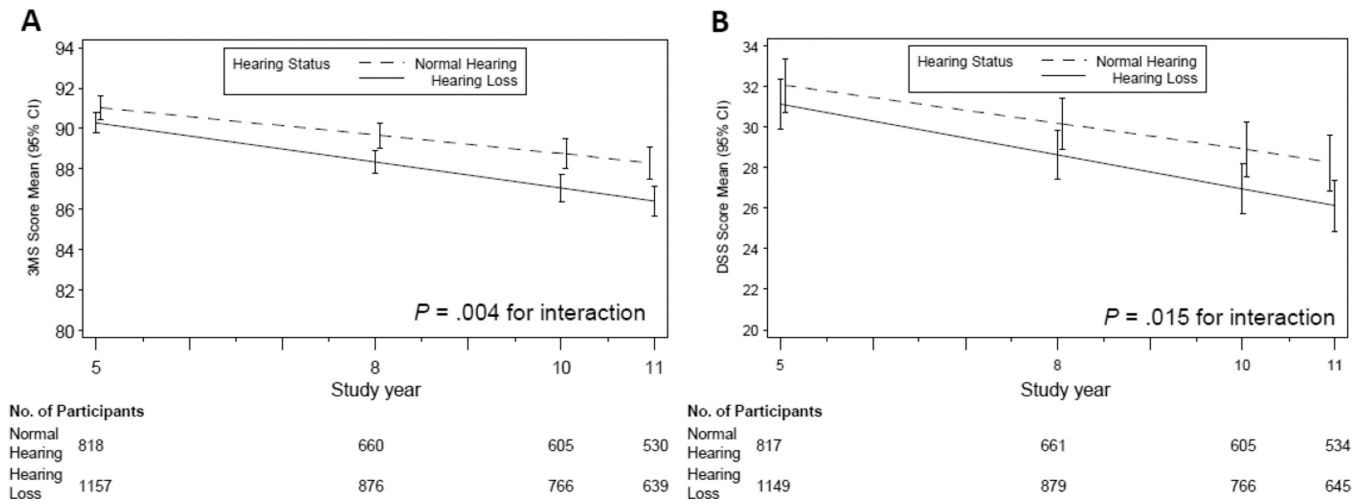 A
94
92
90
88
86
84
82
80
3MS Score Mean (95% CI)
Hearing Status
Normal Hearing
Hearing Loss
P = .004 for interaction
5 8 10 11
Study year
No. of Participants
Normal
Hearing 818 660 605 530
Hearing
Loss 1157 876 766 639
B
34
32
30
28
26
24
22
20
DSS Score Mean (95% CI)
Hearing Status
Normal Hearing
Hearing Loss
P = .015 for interaction
5 8 10 11
Study year
No. of Participants
Normal
Hearing 817 661 605 534
Hearing
Loss 1149 879 766 645